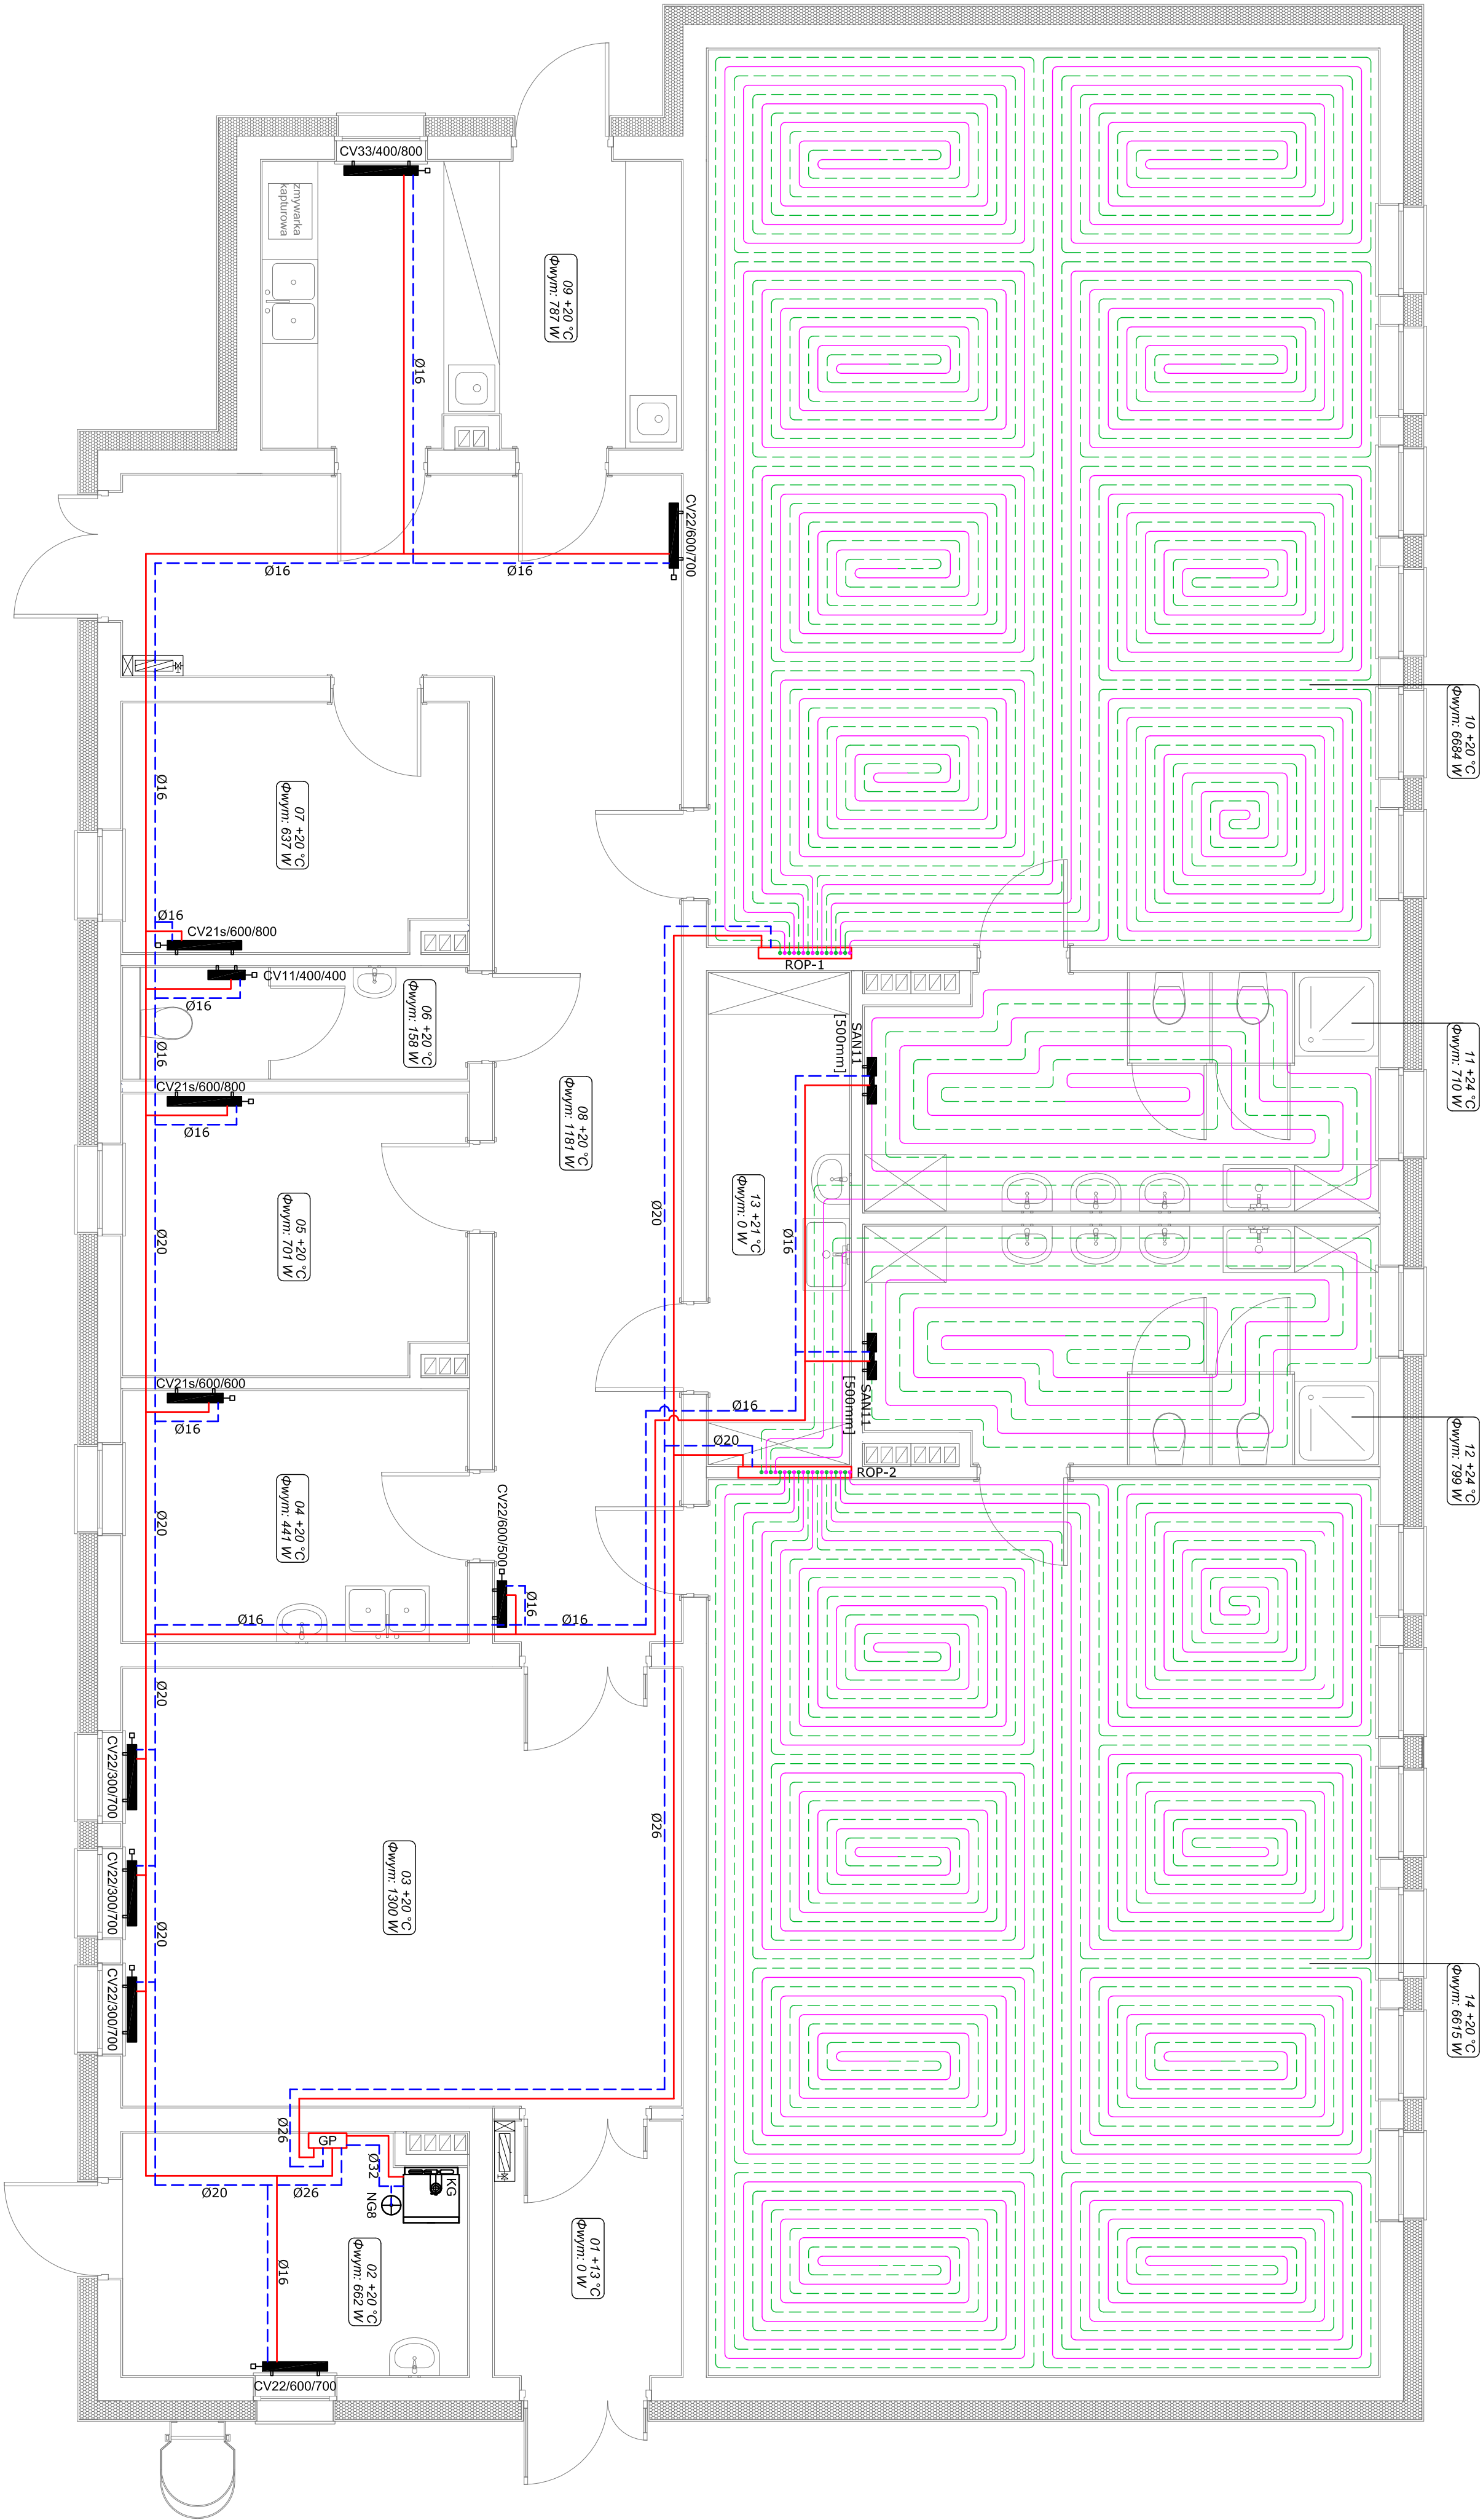 CV33/400/800
zmywarka
kapturowa
09 +20 °C
Φwym: 787 W
Ø16
CV22/600/700
Ø16
Ø16
10 +20 °C
Φwym: 6684 W
07 +20 °C
Φwym: 637 W
Ø16
Ø16
CV21s/600/800
ROP-1
CV11/400/400
Ø16
06 +20 °C
Φwym: 158 W
Ø16
SAN11
[500mm]
11 +24 °C
Φwym: 710 W
CV21s/600/800
Ø16
08 +20 °C
Φwym: 1181 W
05 +20 °C
Φwym: 701 W
Ø20
Ø20
13 +21 °C
Φwym: 0 W
Ø16
CV21s/600/600
Ø16
Ø16
SAN11
[500mm]
12 +24 °C
Φwym: 799 W
Ø20
ROP-2
04 +20 °C
Φwym: 441 W
Ø20
CV22/600/500
Ø16
Ø16
Ø16
Ø20
CV22/300/700
CV22/300/700
CV22/300/700
Ø20
03 +20 °C
Φwym: 1300 W
Ø26
14 +20 °C
Φwym: 6615 W
GP
Ø26
Ø32
KG
NG8
Ø20
Ø26
Ø16
02 +20 °C
Φwym: 662 W
01 +13 °C
Φwym: 0 W
CV22/600/700